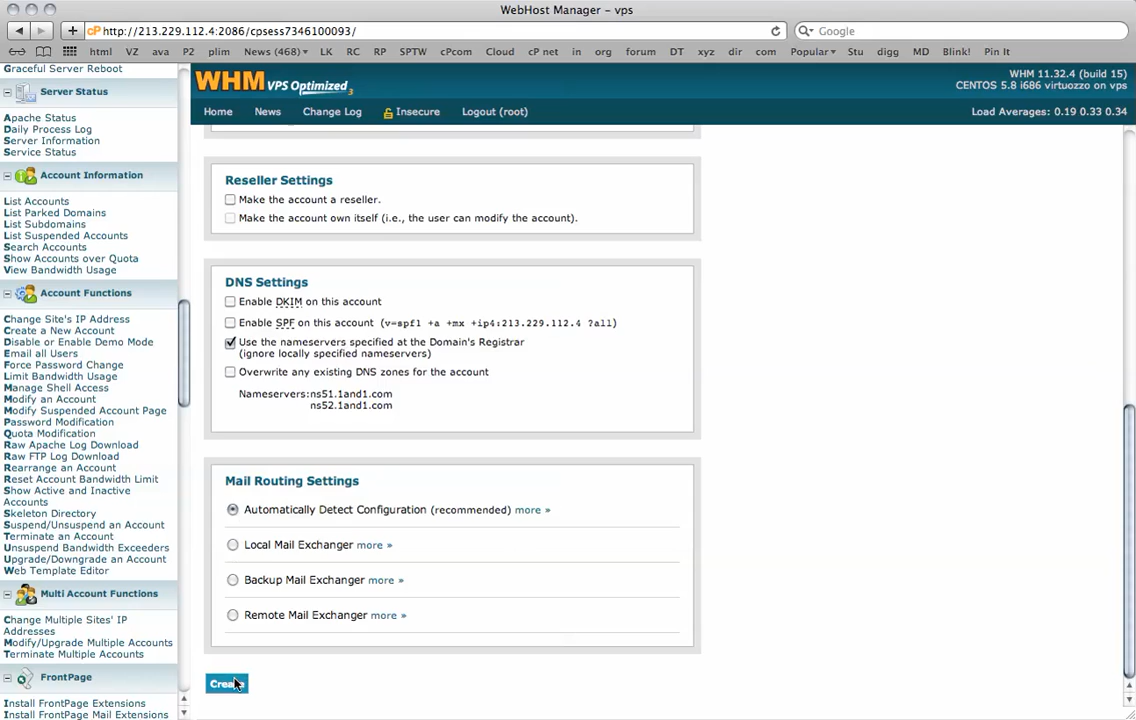 WebHost Manager – vps
cP http://213.229.112.4:2086/cpsess7346100093/
Google
html VZ ava P2 plim News (468) LK RC RP SPTW cPcom Cloud cP net in org forum DT xyz dir com Popular Stu digg MD Blink! Pin It
Graceful Server Reboot
Server Status
Apache Status
Daily Process Log
Server Information
Service Status
Account Information
List Accounts
List Parked Domains
List Subdomains
List Suspended Accounts
Search Accounts
Show Accounts over Quota
View Bandwidth Usage
Account Functions
Change Site's IP Address
Create a New Account
Disable or Enable Demo Mode
Email all Users
Force Password Change
Limit Bandwidth Usage
Manage Shell Access
Modify an Account
Modify Suspended Account Page
Password Modification
Quota Modification
Raw Apache Log Download
Raw FTP Log Download
Rearrange an Account
Reset Account Bandwidth Limit
Show Active and Inactive
Accounts
Skeleton Directory
Suspend/Unsuspend an Account
Terminate an Account
Unsuspend Bandwidth Exceeders
Upgrade/Downgrade an Account
Web Template Editor
Multi Account Functions
Change Multiple Sites' IP
Addresses
Modify/Upgrade Multiple Accounts
Terminate Multiple Accounts
FrontPage
Install FrontPage Extensions
Install FrontPage Mail Extensions
WHM VPS Optimized 3
WHM 11.32.4 (build 15)
CENTOS 5.8 i686 virtuozzo on vps
Home News Change Log Insecure Logout (root)
Load Averages: 0.19 0.33 0.34
Reseller Settings
Make the account a reseller.
Make the account own itself (i.e., the user can modify the account).
DNS Settings
Enable DKIM on this account
Enable SPF on this account (v=spf1 +a +mx +ip4:213.229.112.4 ?all)
Use the nameservers specified at the Domain's Registrar
(ignore locally specified nameservers)
Overwrite any existing DNS zones for the account
Nameservers: ns51.1and1.com
ns52.1and1.com
Mail Routing Settings
Automatically Detect Configuration (recommended) more »
Local Mail Exchanger more »
Backup Mail Exchanger more »
Remote Mail Exchanger more »
Create